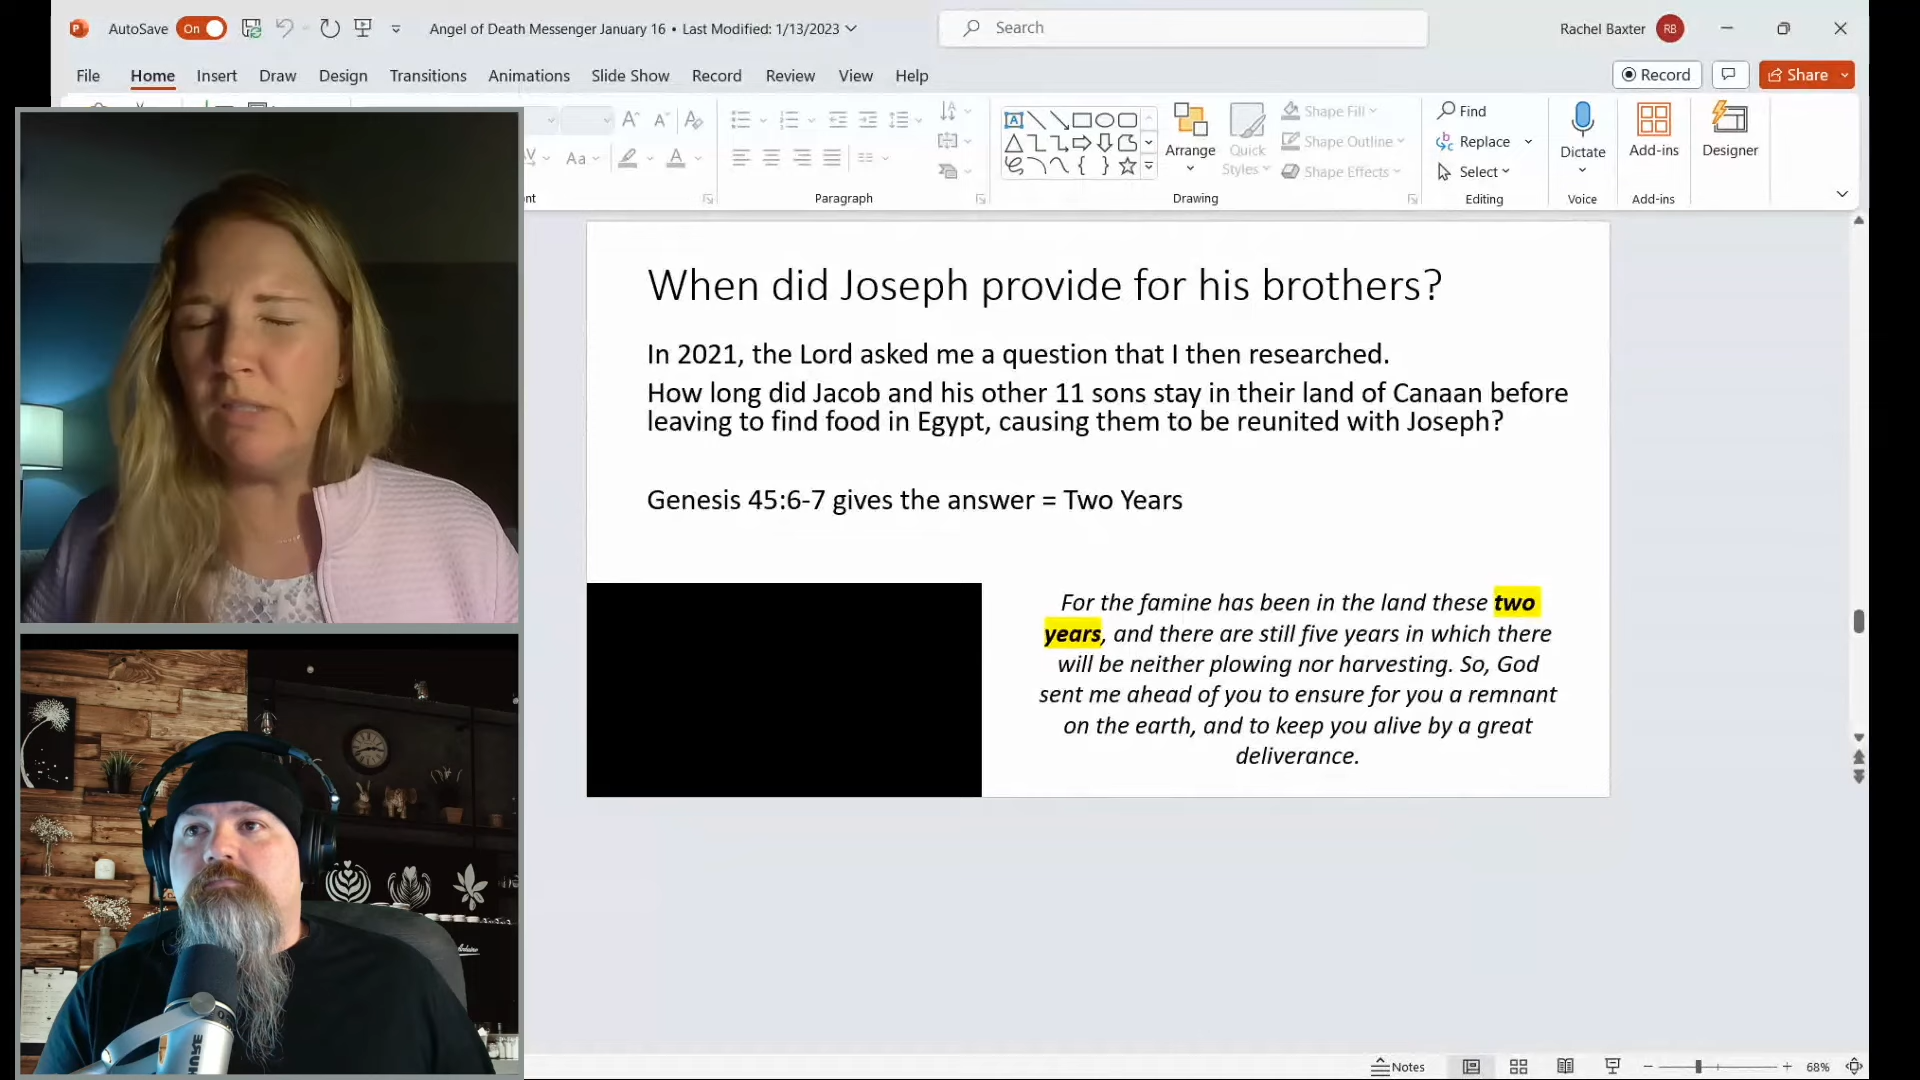 AutoSave On Angel of Death Messenger January 16 • Last Modified: 1/13/2023 Search Rachel Baxter RB
File Home Insert Draw Design Transitions Animations Slide Show Record Review View Help Record Share
Aa A
Arrange Quick Styles
Shape Fill
Shape Outline
Shape Effects
Find
Replace
Select
Dictate
Add-ins
Designer
nt Paragraph Drawing Editing Voice Add-ins
When did Joseph provide for his brothers?
In 2021, the Lord asked me a question that I then researched.
How long did Jacob and his other 11 sons stay in their land of Canaan before
leaving to find food in Egypt, causing them to be reunited with Joseph?
Genesis 45:6-7 gives the answer = Two Years
For the famine has been in the land these two
years, and there are still five years in which there
will be neither plowing nor harvesting. So, God
sent me ahead of you to ensure for you a remnant
on the earth, and to keep you alive by a great
deliverance.
Notes 68%